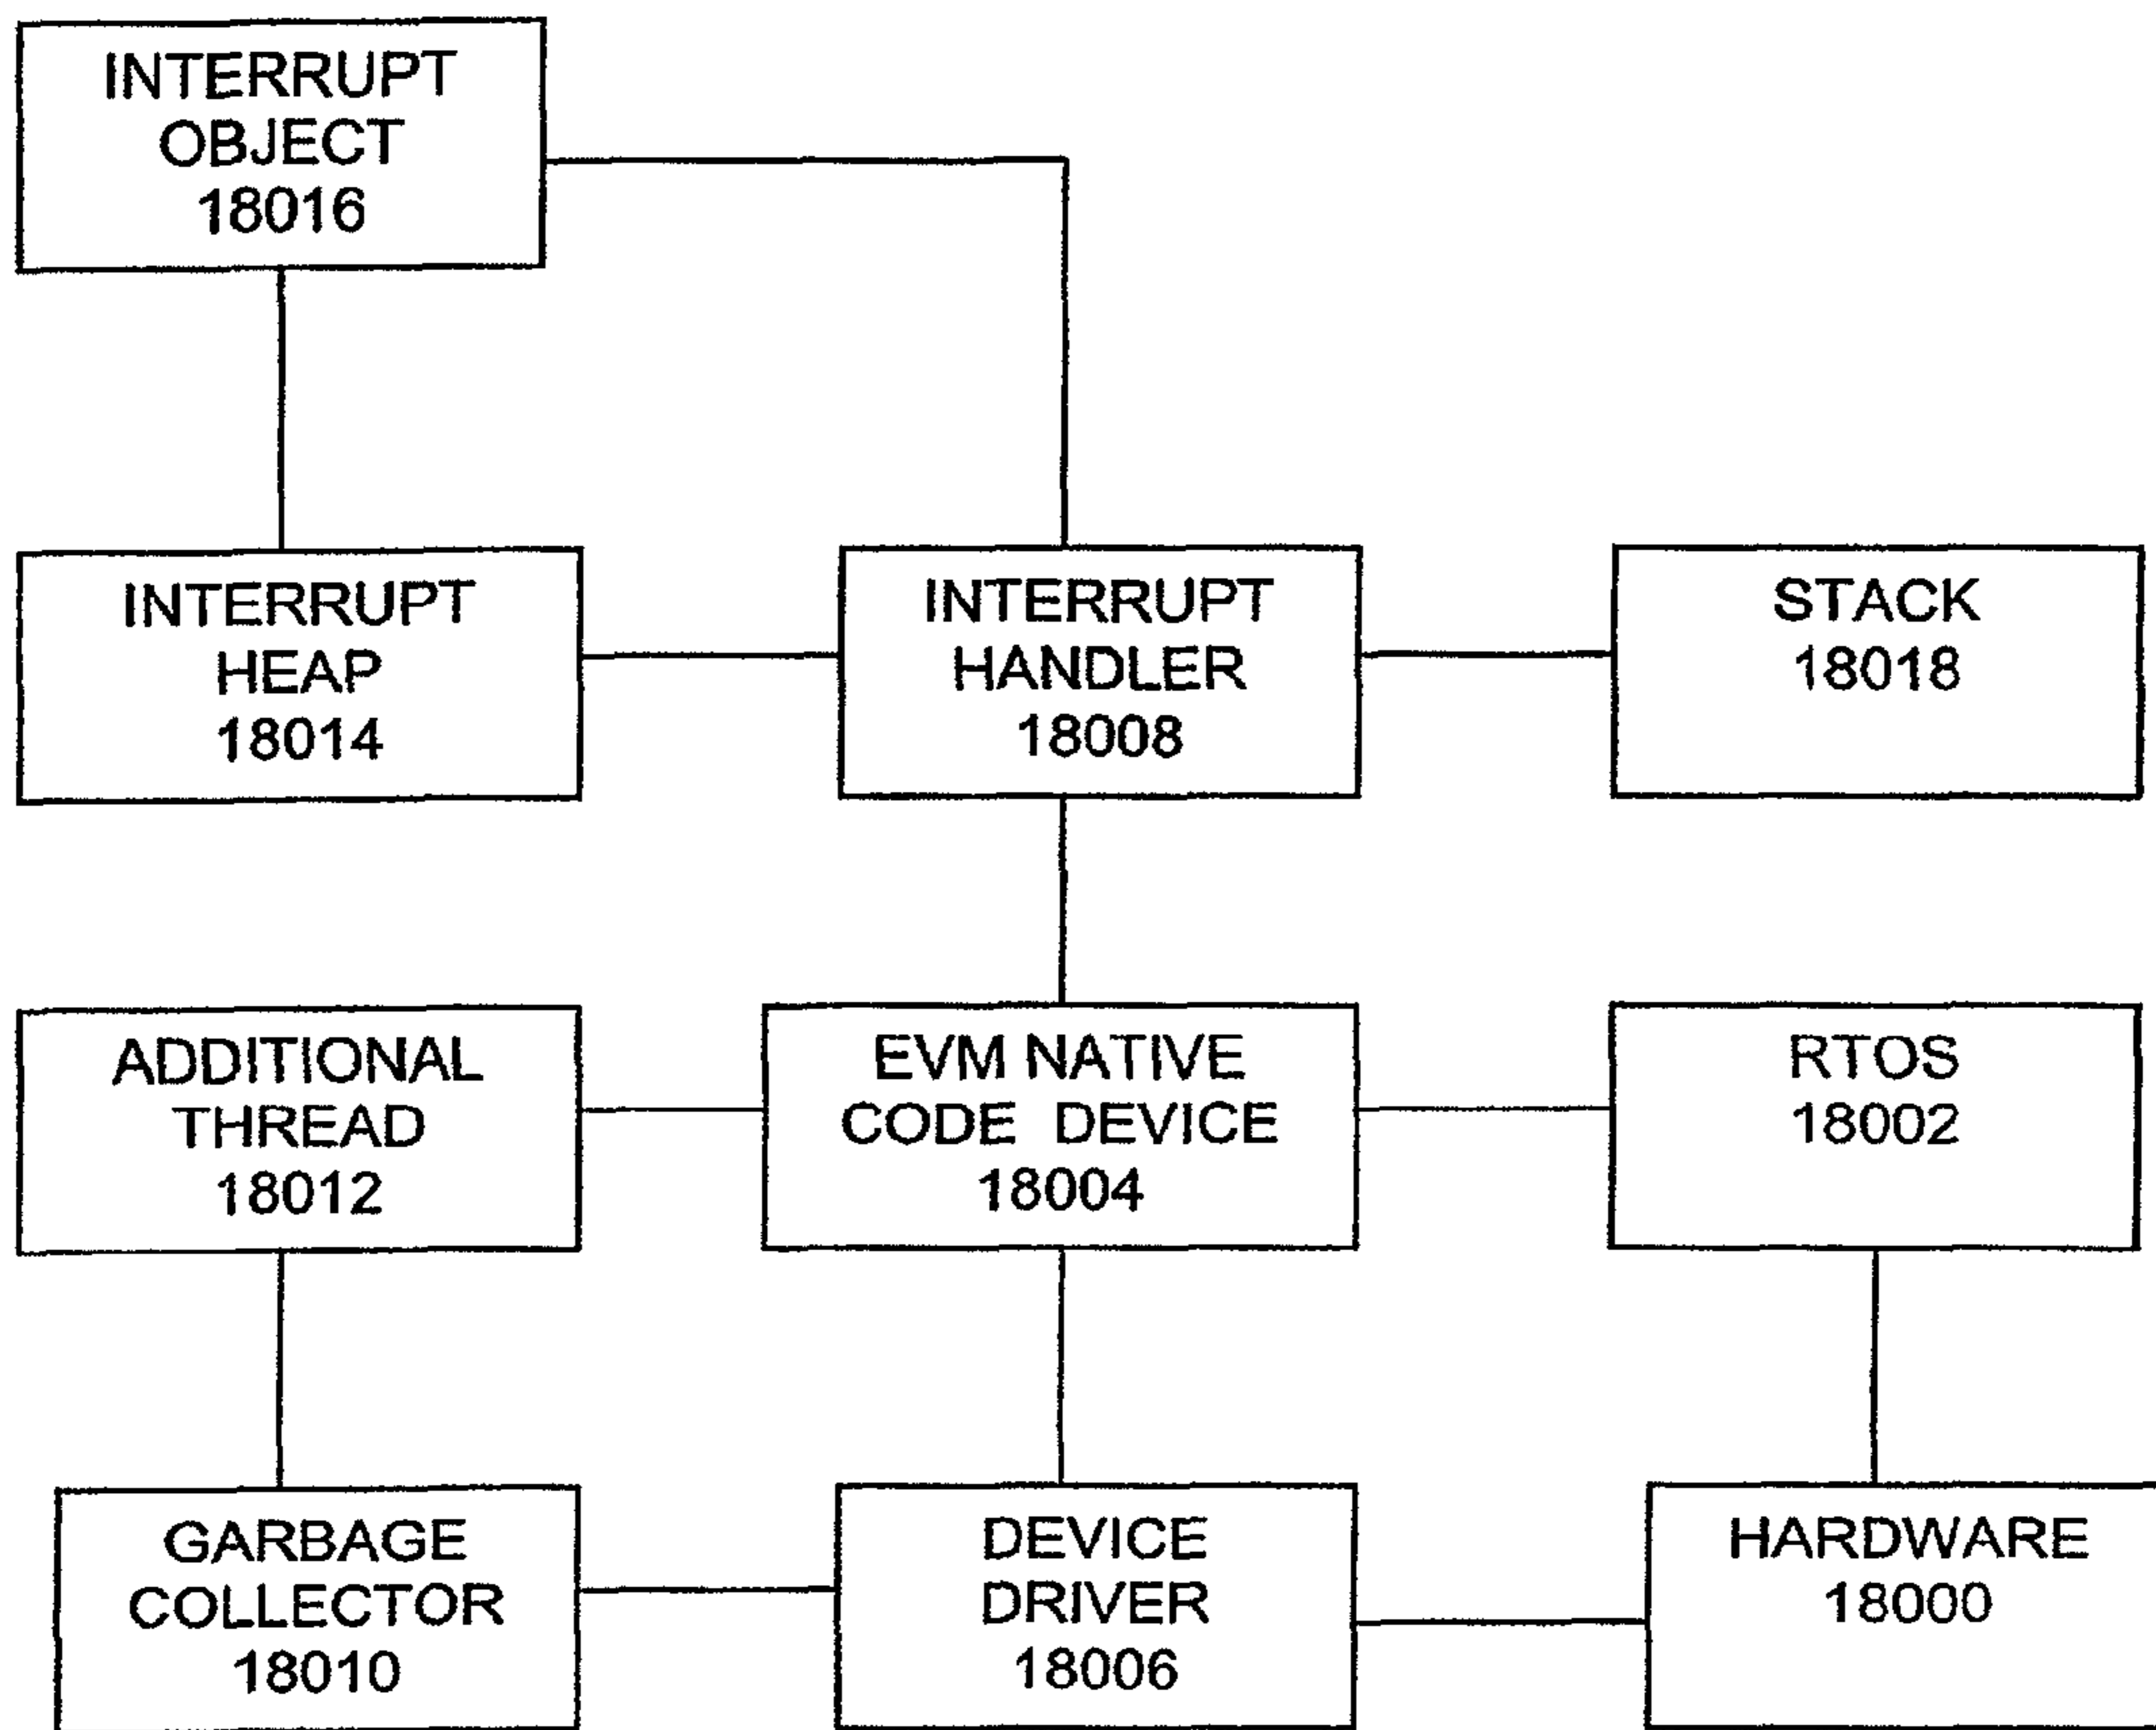 INTERRUPT
OBJECT
18016
INTERRUPT
HEAP
18014
INTERRUPT
HANDLER
18008
STACK
18018
ADDITIONAL
THREAD
18012
EVM NATIVE
CODE DEVICE
18004
RTOS
18002
GARBAGE
COLLECTOR
18010
DEVICE
DRIVER
18006
HARDWARE
18000